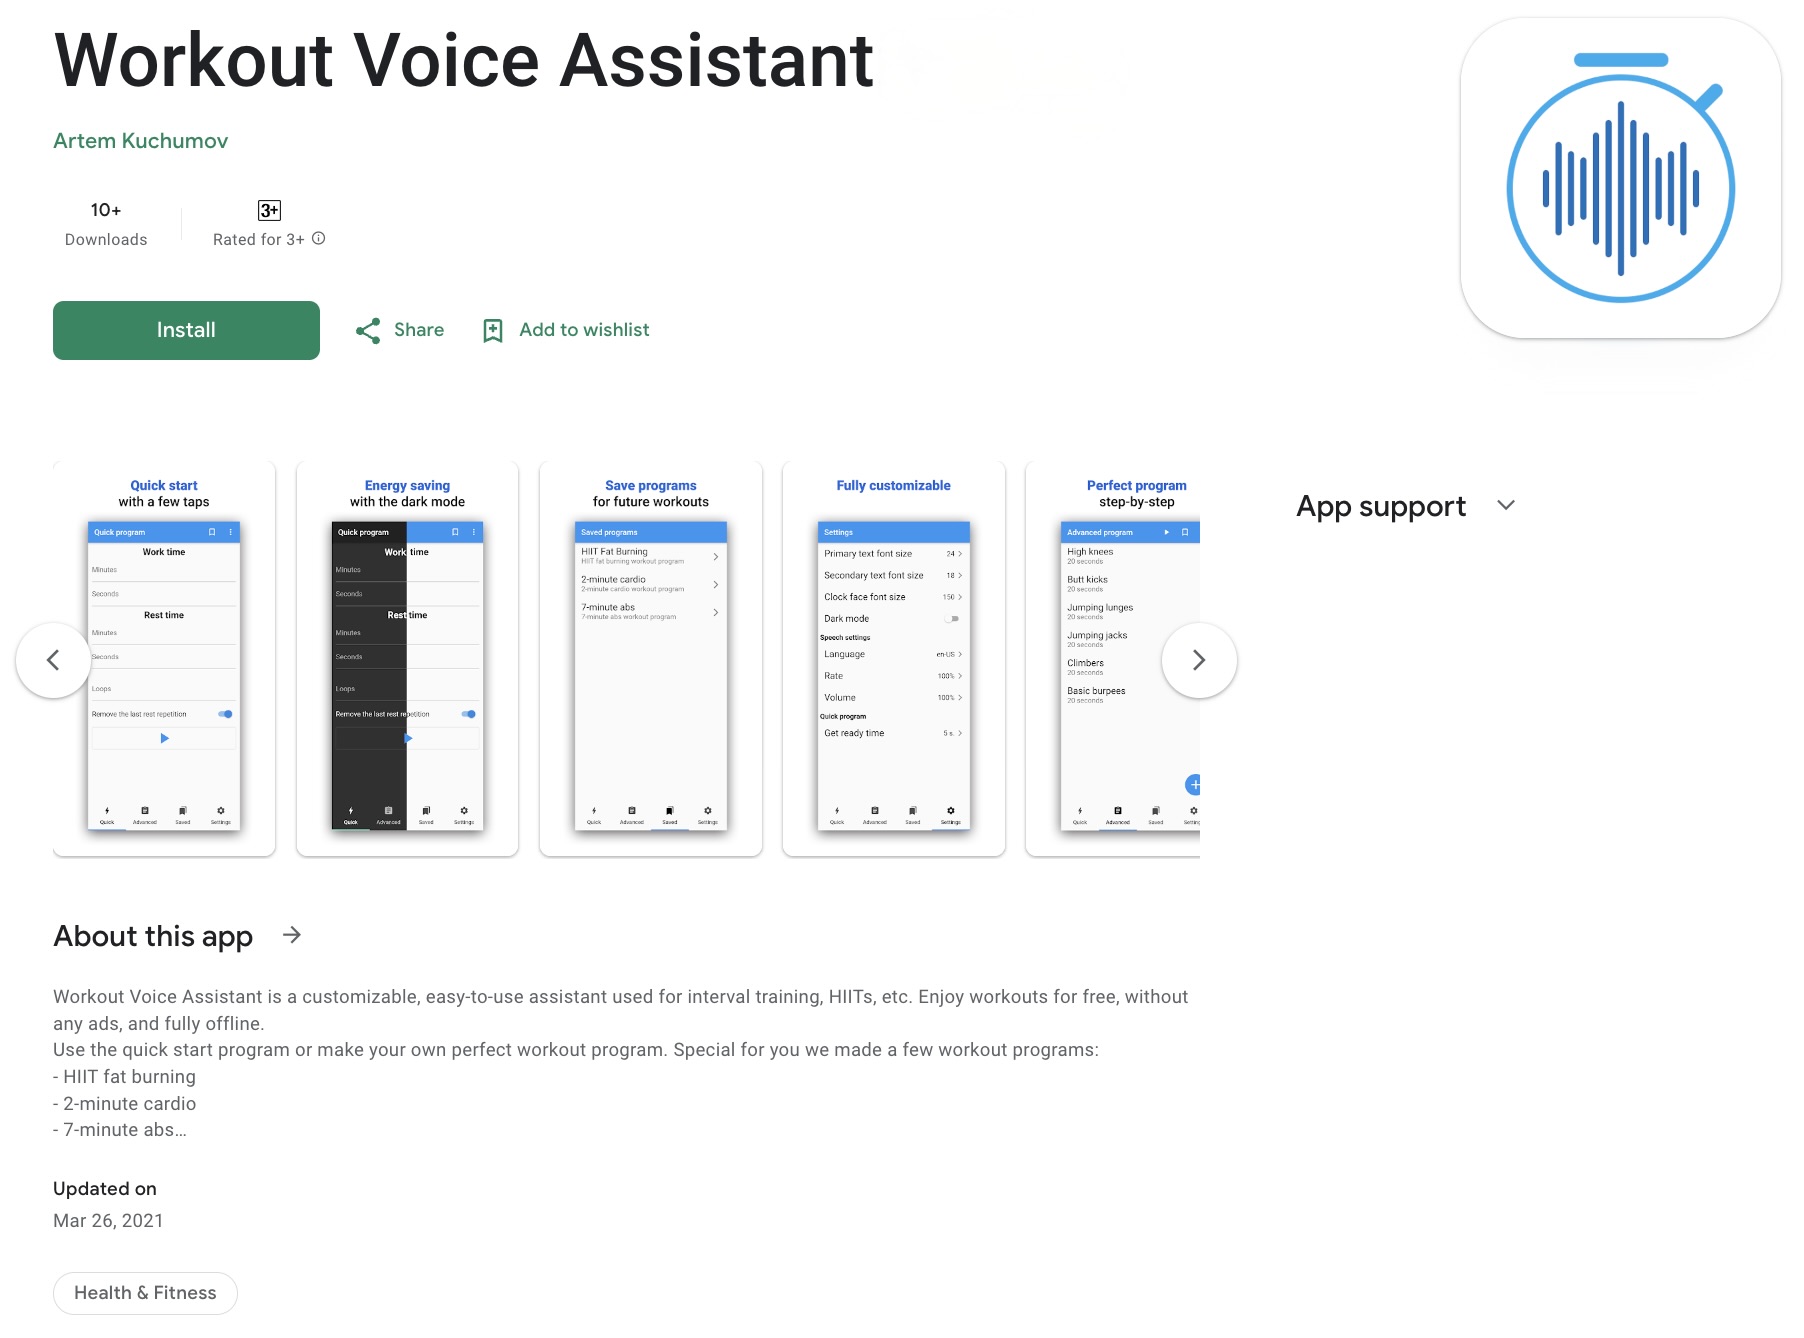 Workout Voice Assistant
Artem Kuchumov
10+
Downloads
3+
Rated for 3+
Install
Share
Add to wishlist
Quick start
with a few taps
Quick program
Work time
Minutes
Seconds
Rest time
Minutes
Seconds
Loops
Remove the last rest repetition
Quick
Advanced
Saved
Settings
Energy saving
with the dark mode
Quick program
Work time
Minutes
Seconds
Rest time
Minutes
Seconds
Loops
Remove the last rest repetition
Quick
Advanced
Saved
Settings
Save programs
for future workouts
Saved programs
HIIT Fat Burning
HIIT fat burning workout program
2-minute cardio
2-minute cardio workout program
7-minute abs
7-minute abs workout program
Quick
Advanced
Saved
Settings
Fully customizable
Settings
Primary text font size 24
Secondary text font size 18
Clock face font size 150
Dark mode
Speech settings
Language en-US
Rate 100%
Volume 100%
Quick program
Get ready time 5 s.
Quick
Advanced
Saved
Settings
Perfect program
step-by-step
Advanced program
High knees
20 seconds
Butt kicks
20 seconds
Jumping lunges
20 seconds
Jumping jacks
20 seconds
Climbers
20 seconds
Basic burpees
20 seconds
Quick
Advanced
Saved
Setting
App support
About this app
Workout Voice Assistant is a customizable, easy-to-use assistant used for interval training, HIITs, etc. Enjoy workouts for free, without
any ads, and fully offline.
Use the quick start program or make your own perfect workout program. Special for you we made a few workout programs:
- HIIT fat burning
- 2-minute cardio
- 7-minute abs…
Updated on
Mar 26, 2021
Health & Fitness